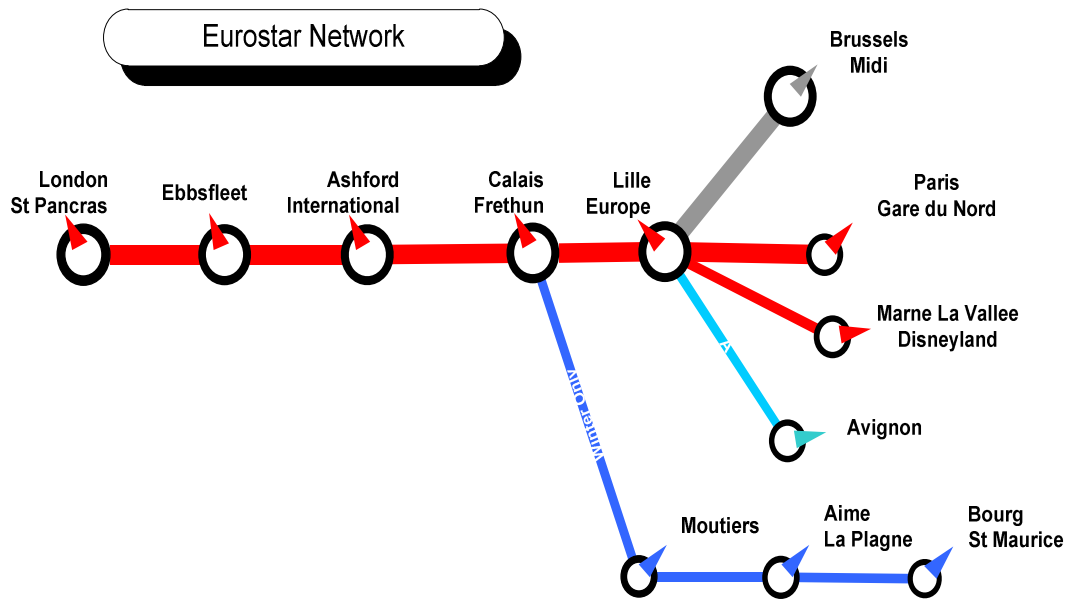 Eurostar Network
Brussels
Midi
London
St Pancras
Ebbsfleet
Ashford
International
Calais
Frethun
Lille
Europe
Paris
Gare du Nord
Marne La Vallee
Disneyland
A
Avignon
Winter Only
Moutiers
Aime
La Plagne
Bourg
St Maurice